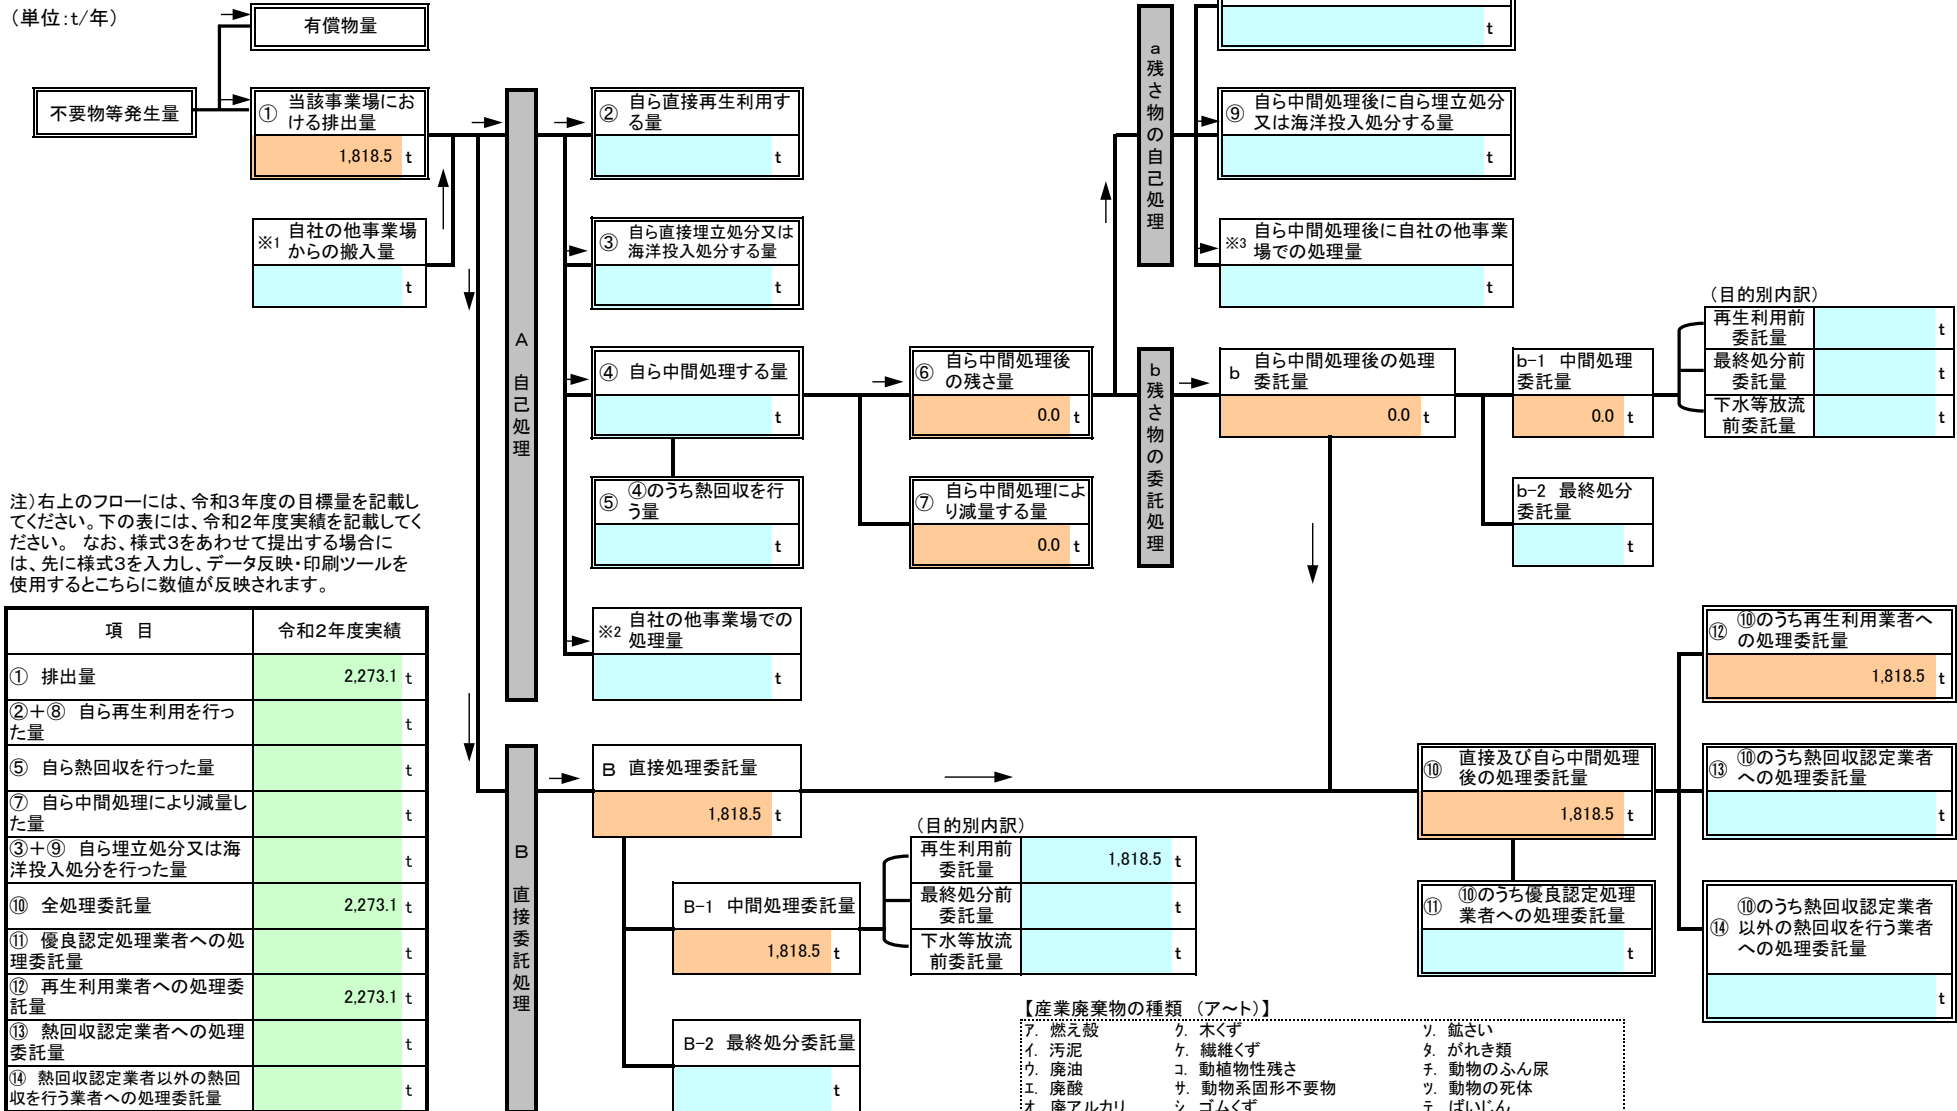 （単位:t/年）
有償物量
不要物等発生量
① 当該事業場にお
ける排出量
1,818.5 t
※1 自社の他事業場
からの搬入量
t
A 自己処理
② 自ら直接再生利用す
る量
t
③ 自ら直接埋立処分又は
海洋投入処分する量
t
④ 自ら中間処理する量
t
⑤ ④のうち熱回収を行
う量
t
※2 自社の他事業場での
処理量
t
⑥ 自ら中間処理後
の残さ量
0.0 t
⑦ 自ら中間処理によ
り減量する量
0.0 t
a 残さ物の自己処理
t
⑨ 自ら中間処理後に自ら埋立処分
又は海洋投入処分する量
t
※3 自ら中間処理後に自社の他事業
場での処理量
t
b 残さ物の委託処理
b 自ら中間処理後の処理
委託量
0.0 t
b-1 中間処理
委託量
0.0 t
（目的別内訳）
再生利用前
委託量
t
最終処分前
委託量
t
下水等放流
前委託量
t
b-2 最終処分
委託量
t
注）右上のフローには、令和３年度の目標量を記載し
てください。下の表には、令和２年度実績を記載してく
ださい。 なお、様式３をあわせて提出する場合に
は、先に様式３を入力し、データ反映・印刷ツールを
使用するとこちらに数値が反映されます。
項 目 令和２年度実績
① 排出量 2,273.1 t
②＋⑧ 自ら再生利用を行っ
た量 t
⑤ 自ら熱回収を行った量 t
⑦ 自ら中間処理により減量し
た量 t
③＋⑨ 自ら埋立処分又は海
洋投入処分を行った量 t
⑩ 全処理委託量 2,273.1 t
⑪ 優良認定処理業者への処
理委託量 t
⑫ 再生利用業者への処理委
託量 2,273.1 t
⑬ 熱回収認定業者への処理
委託量 t
⑭ 熱回収認定業者以外の熱回
収を行う業者への処理委託量 t
B 直接委託処理
B 直接処理委託量
1,818.5 t
B-1 中間処理委託量
1,818.5 t
（目的別内訳）
再生利用前
委託量
1,818.5 t
最終処分前
委託量
t
下水等放流
前委託量
t
B-2 最終処分委託量
t
⑩ 直接及び自ら中間処理
後の処理委託量
1,818.5 t
⑪ ⑩のうち優良認定処理
業者への処理委託量
t
⑫ ⑩のうち再生利用業者へ
の処理委託量
1,818.5 t
⑬ ⑩のうち熱回収認定業者
への処理委託量
t
⑭ ⑩のうち熱回収認定業者
以外の熱回収を行う業者
への処理委託量
t
【産業廃棄物の種類 （ア～ト）】
ア. 燃え殻 ク. 木くず ソ. 鉱さい
イ. 汚泥 ケ. 繊維くず タ. がれき類
ウ. 廃油 コ. 動植物性残さ チ. 動物のふん尿
エ. 廃酸 サ. 動物系固形不要物 ツ. 動物の死体
オ. 廃アルカリ シ. ゴムくず テ. ばいじん